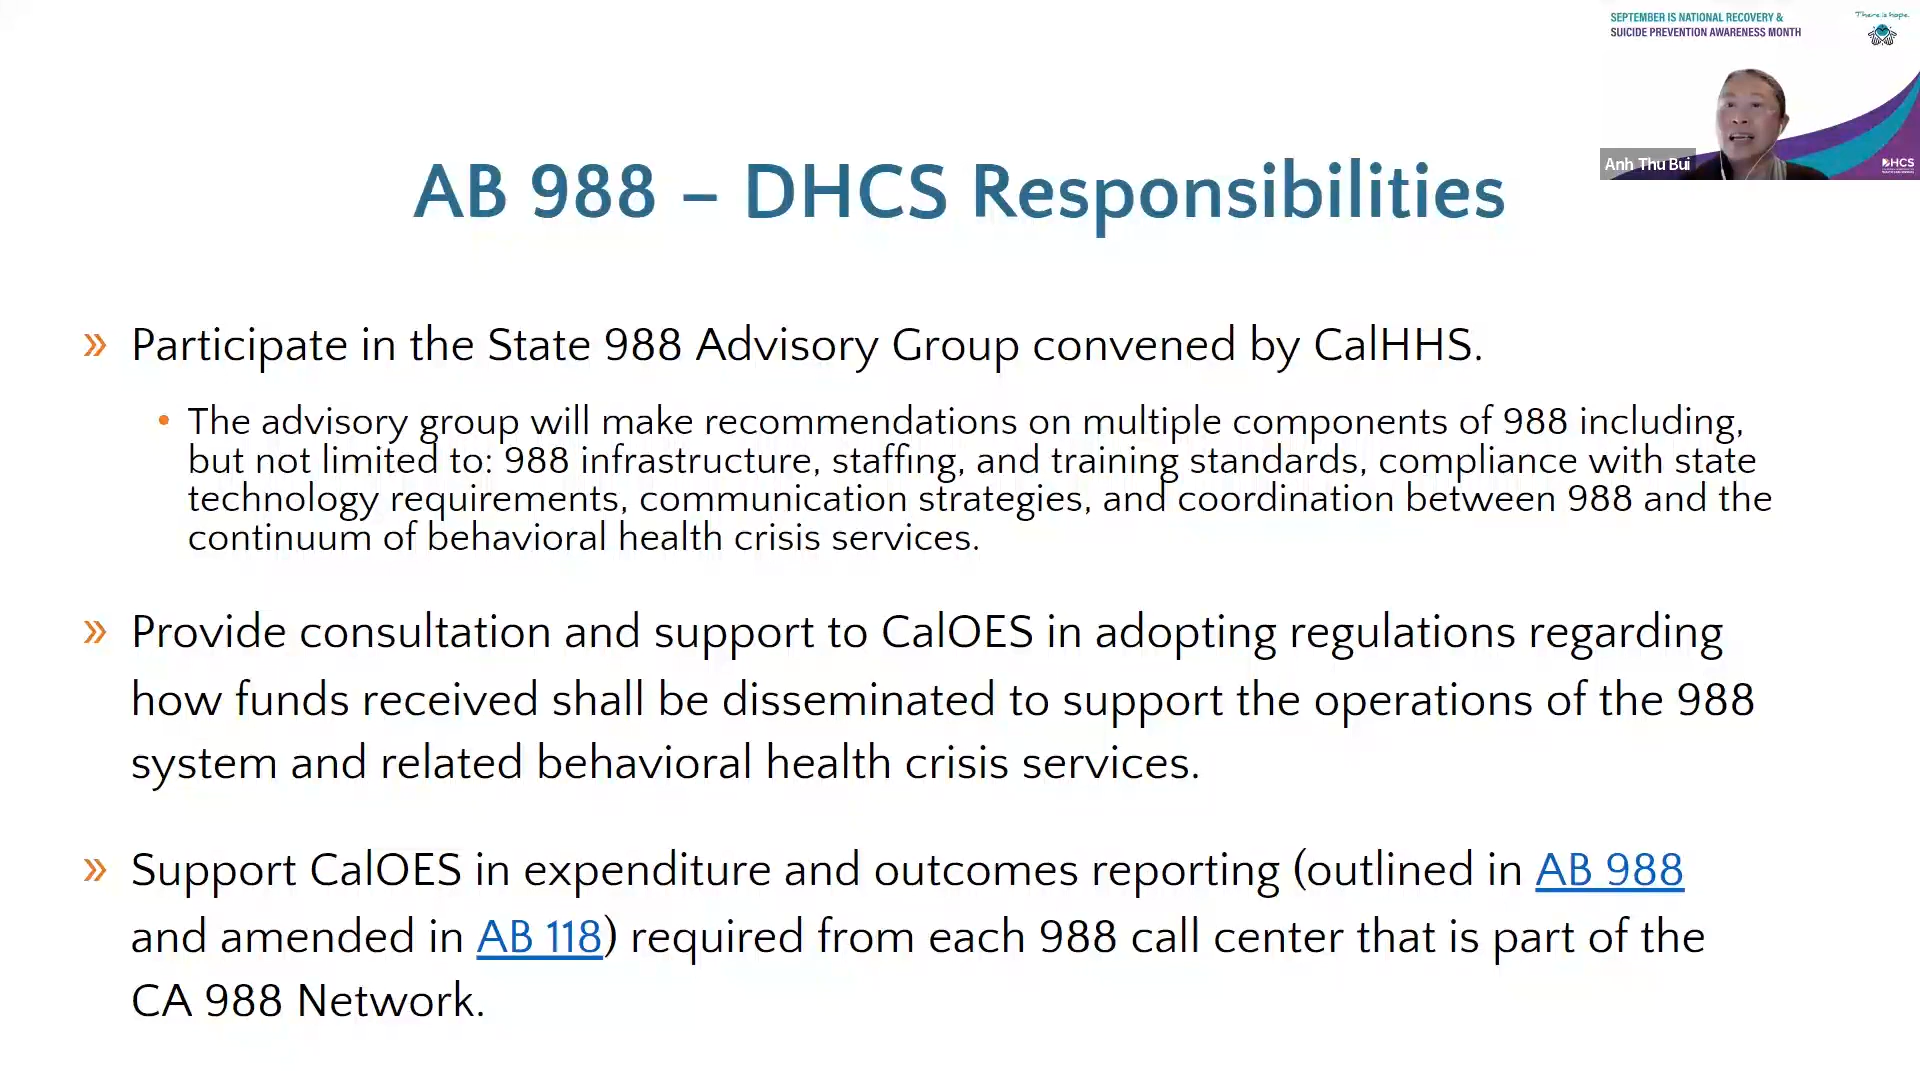 SEPTEMBER IS NATIONAL RECOVERY &
SUICIDE PREVENTION AWARENESS MONTH
There is hope.
Anh Thu Bui
DHCS
AB 988 – DHCS Responsibilities
» Participate in the State 988 Advisory Group convened by CalHHS.
• The advisory group will make recommendations on multiple components of 988 including,
but not limited to: 988 infrastructure, staffing, and training standards, compliance with state
technology requirements, communication strategies, and coordination between 988 and the
continuum of behavioral health crisis services.
» Provide consultation and support to CalOES in adopting regulations regarding
how funds received shall be disseminated to support the operations of the 988
system and related behavioral health crisis services.
» Support CalOES in expenditure and outcomes reporting (outlined in AB 988
and amended in AB 118) required from each 988 call center that is part of the
CA 988 Network.